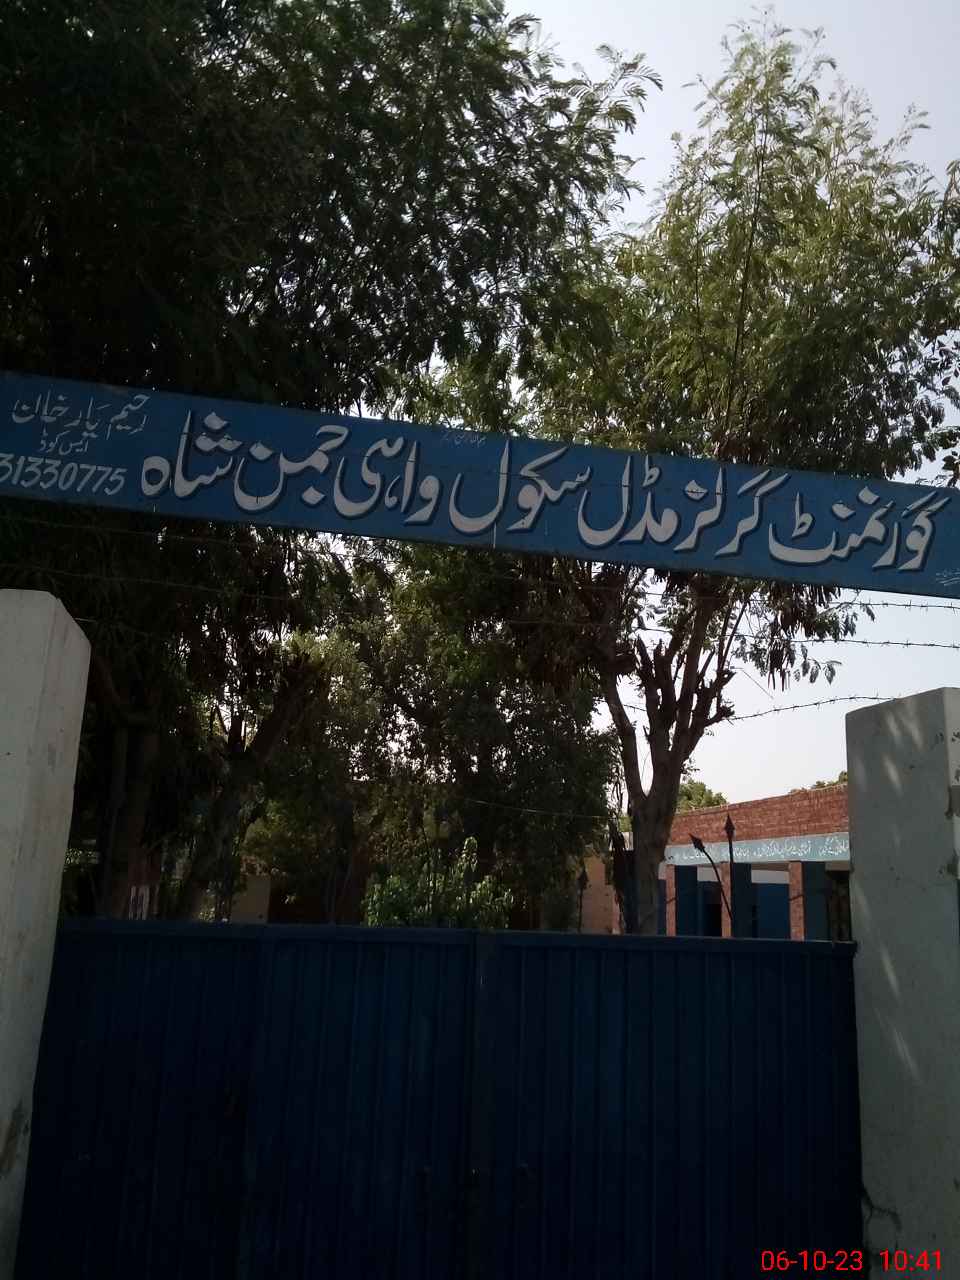 گورنمنٹ گرلز مڈل سکول واہی جمن شاہ
رحیم یار خان
ایس کوڈ
31330775
06-10-23 10:41